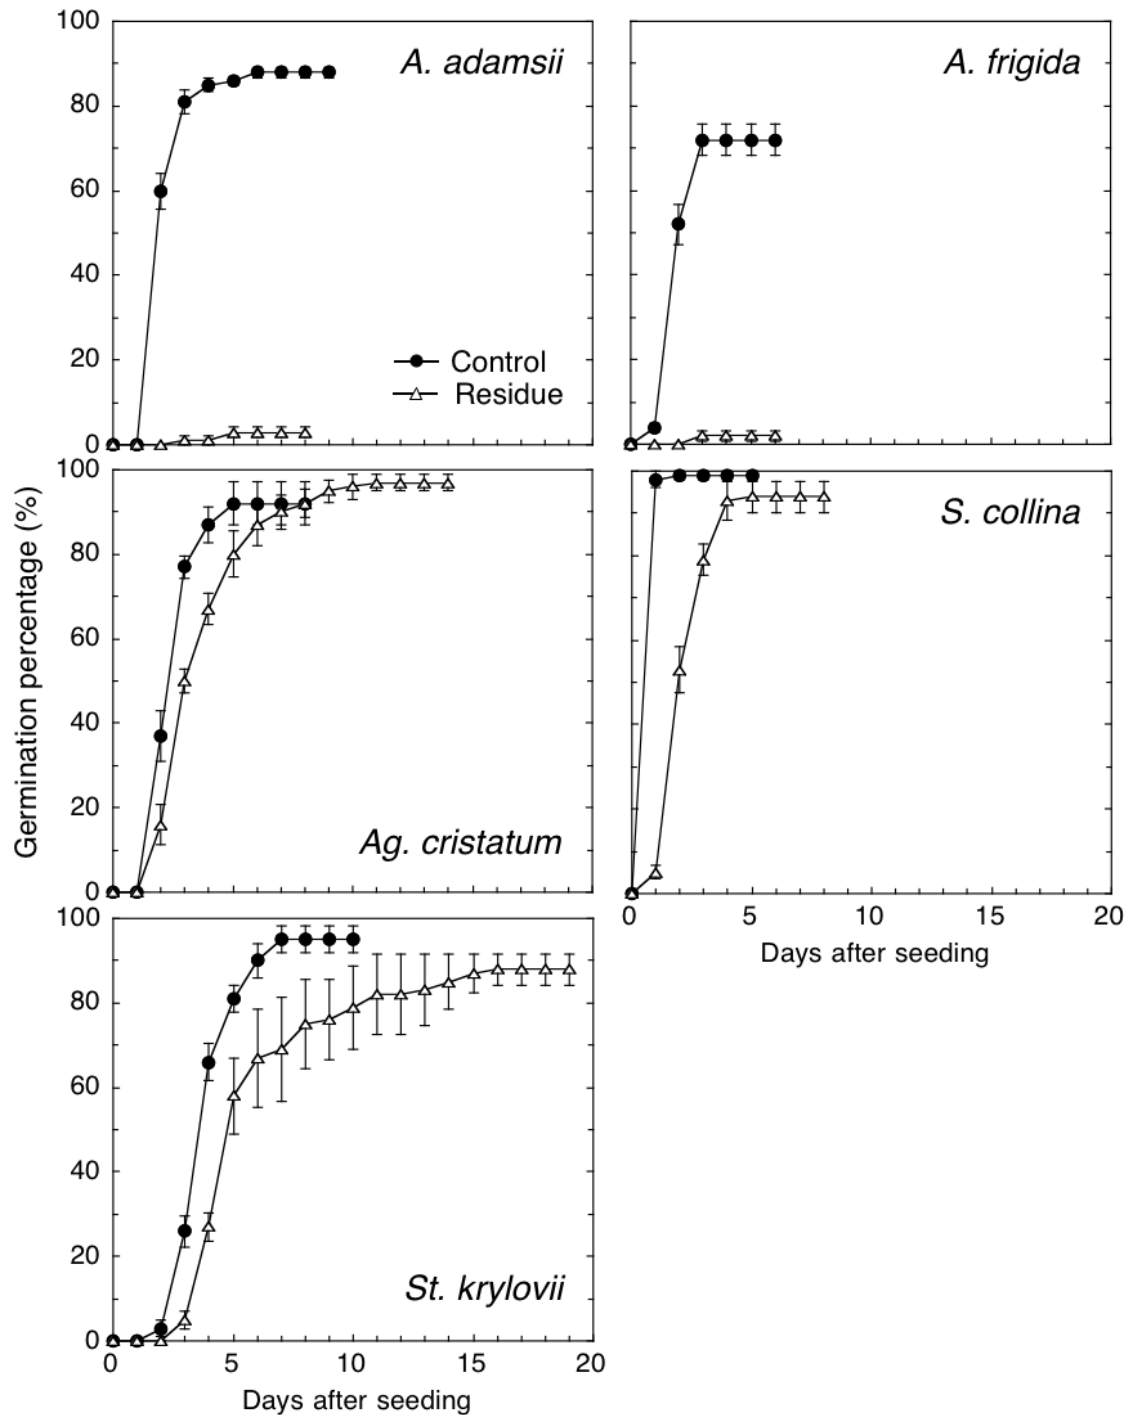 100
80
60
40
20
0
A. adamsii
Control
Residue
A. frigida
Germination percentage (%)
100
80
60
40
20
0
Ag. cristatum
S. collina
0 5 10 15 20
Days after seeding
100
80
60
40
20
0
St. krylovii
0 5 10 15 20
Days after seeding